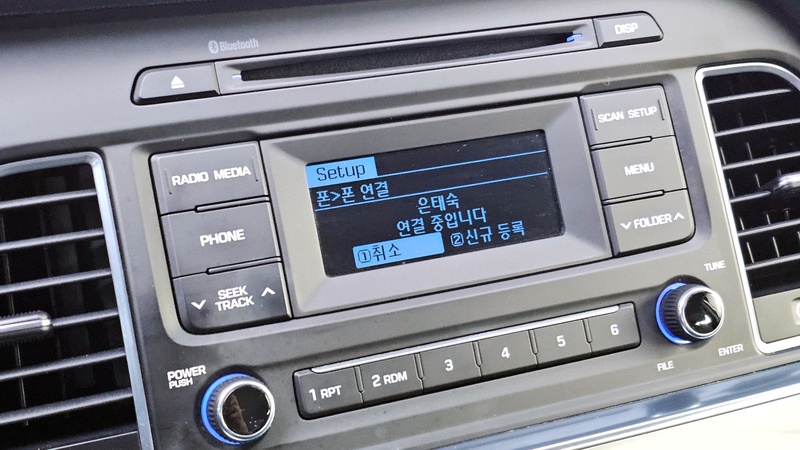 Bluetooth
DISP
RADIO MEDIA
PHONE
SEEK
TRACK
Setup
폰>폰 연결
은태숙
연결 중입니다
①취소 ②신규 등록
SCAN SETUP
MENU
FOLDER
POWER
PUSH
1 RPT 2 RDM 3 4 5 6
TUNE
FILE
ENTER